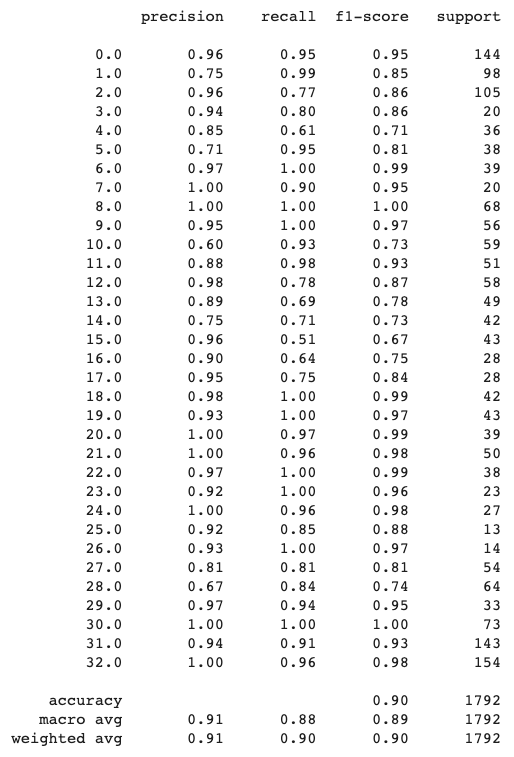 precision recall f1-score support
0.0 0.96 0.95 0.95 144
1.0 0.75 0.99 0.85 98
2.0 0.96 0.77 0.86 105
3.0 0.94 0.80 0.86 20
4.0 0.85 0.61 0.71 36
5.0 0.71 0.95 0.81 38
6.0 0.97 1.00 0.99 39
7.0 1.00 0.90 0.95 20
8.0 1.00 1.00 1.00 68
9.0 0.95 1.00 0.97 56
10.0 0.60 0.93 0.73 59
11.0 0.88 0.98 0.93 51
12.0 0.98 0.78 0.87 58
13.0 0.89 0.69 0.78 49
14.0 0.75 0.71 0.73 42
15.0 0.96 0.51 0.67 43
16.0 0.90 0.64 0.75 28
17.0 0.95 0.75 0.84 28
18.0 0.98 1.00 0.99 42
19.0 0.93 1.00 0.97 43
20.0 1.00 0.97 0.99 39
21.0 1.00 0.96 0.98 50
22.0 0.97 1.00 0.99 38
23.0 0.92 1.00 0.96 23
24.0 1.00 0.96 0.98 27
25.0 0.92 0.85 0.88 13
26.0 0.93 1.00 0.97 14
27.0 0.81 0.81 0.81 54
28.0 0.67 0.84 0.74 64
29.0 0.97 0.94 0.95 33
30.0 1.00 1.00 1.00 73
31.0 0.94 0.91 0.93 143
32.0 1.00 0.96 0.98 154
accuracy 0.90 1792
macro avg 0.91 0.88 0.89 1792
weighted avg 0.91 0.90 0.90 1792